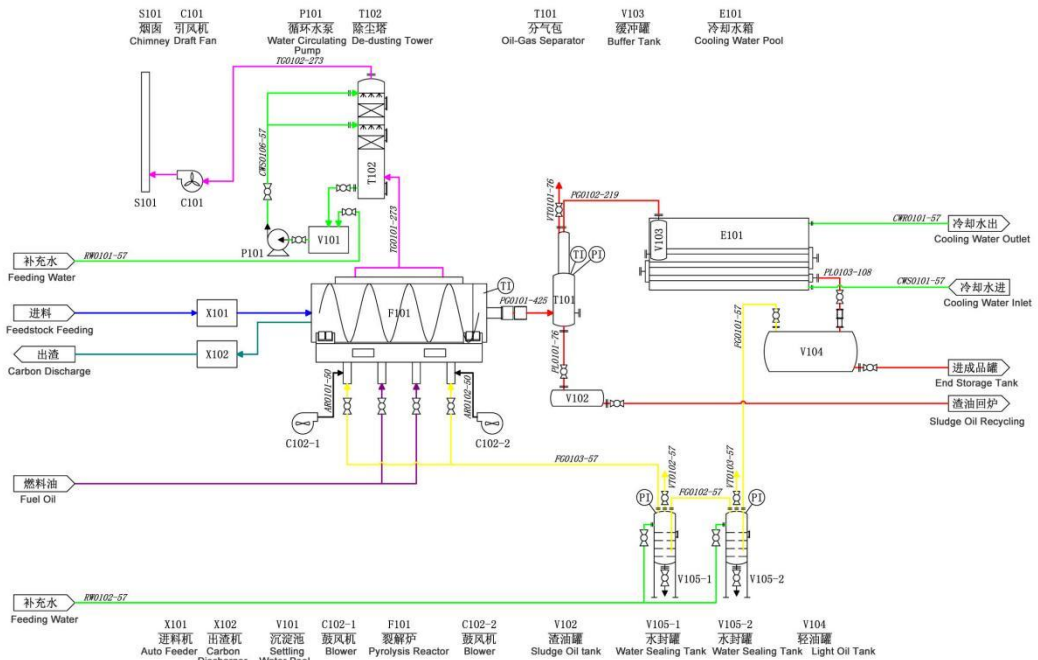 S101 C101 P101 T102 T101 V103 E101
烟囱 引风机 循环水泵 除尘塔 分气包 缓冲罐 冷却水箱
Chimney Draft Fan Water Circulating Pump De-dusting Tower Oil-Gas Separator Buffer Tank Cooling Water Pool
TG0102-273
CWS0106-57
T102
S101
C101
P101
V101
TG0101-273
补充水 RW0101-57
Feeding Water
VT0101-76
PG0102-219
V103
E101
CWR0101-57 冷却水出
Cooling Water Outlet
TI PI
PL0103-108
CWS0101-57 冷却水进
Cooling Water Inlet
TI
PG0101-425
T101
进料
Feedstock Feeding
X101
F101
出渣
Carbon Discharge
X102
PL0101-76
FG0101-57
V104
进成品罐
End Storage Tank
AR0101-50
AR0102-50
V102
渣油回炉
Sludge Oil Recycling
C102-1
C102-2
FG0103-57
VT0102-57
VT0103-57
燃料油
Fuel Oil
PI
FG0102-57
PI
V105-1
V105-2
补充水 RW0102-57
Feeding Water
X101 X102 V101 C102-1 F101 C102-2 V102 V105-1 V105-2 V104
进料机 出渣机 沉淀池 鼓风机 裂解炉 鼓风机 渣油罐 水封罐 水封罐 轻油罐
Auto Feeder Carbon Discharger Settling Water Pool Blower Pyrolysis Reactor Blower Sludge Oil tank Water Sealing Tank Water Sealing Tank Light Oil Tank